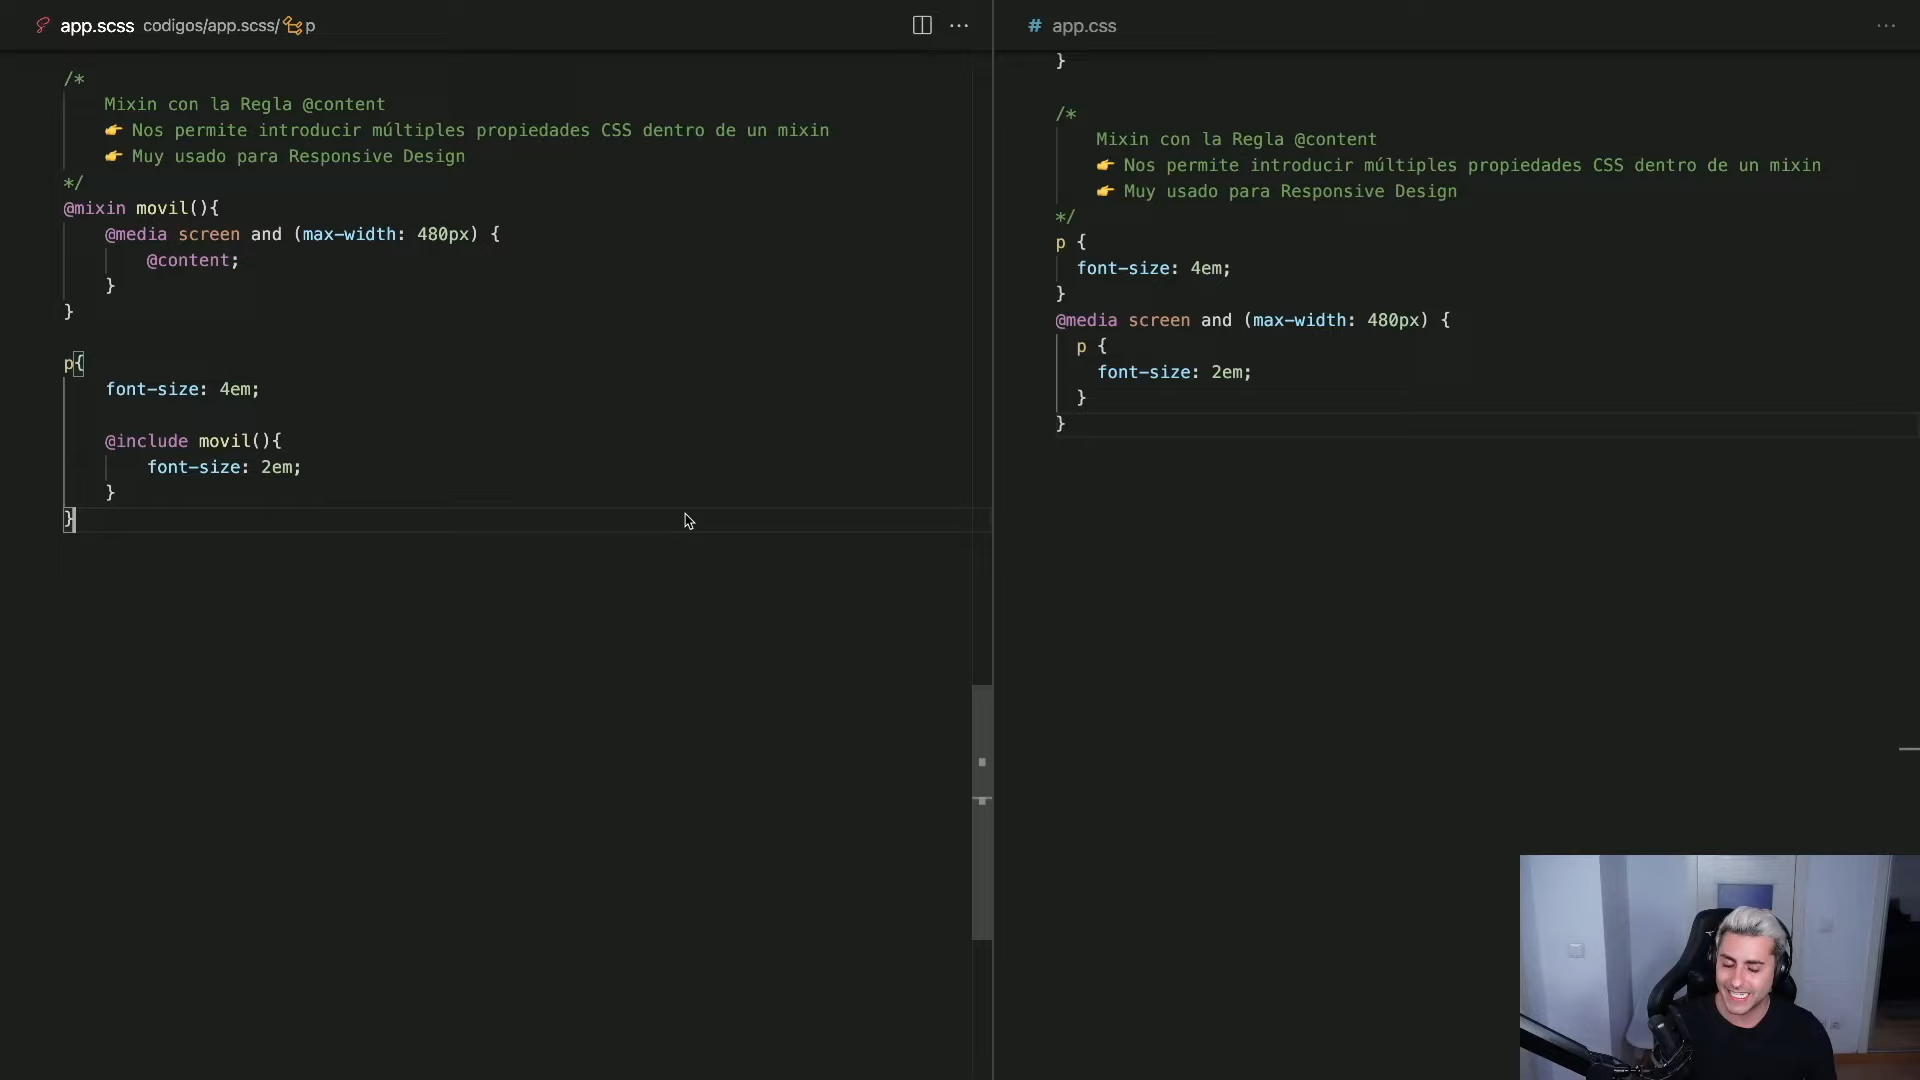 app.scss codigos/app.scss/ p
/*
Mixin con la Regla @content
👉 Nos permite introducir múltiples propiedades CSS dentro de un mixin
👉 Muy usado para Responsive Design
*/
@mixin movil(){
@media screen and (max-width: 480px) {
@content;
}
}
p{
font-size: 4em;
@include movil(){
font-size: 2em;
}
}
# app.css
}
/*
Mixin con la Regla @content
👉 Nos permite introducir múltiples propiedades CSS dentro de un mixin
👉 Muy usado para Responsive Design
*/
p {
font-size: 4em;
}
@media screen and (max-width: 480px) {
p {
font-size: 2em;
}
}